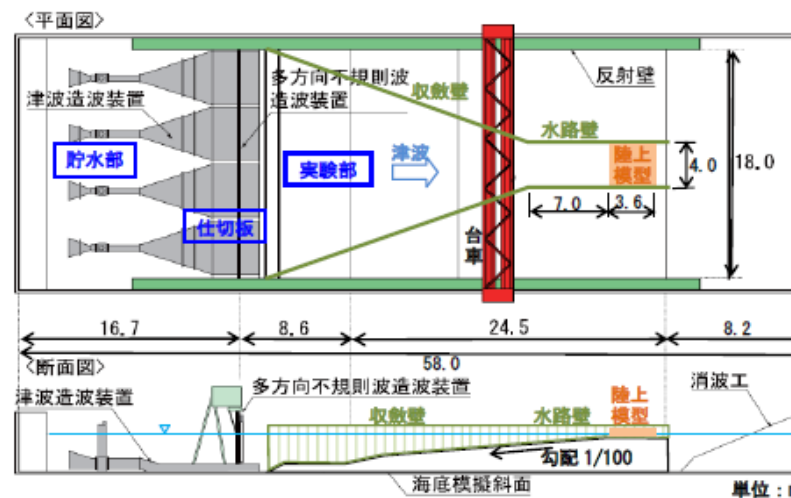 〈平面図〉
津波造波装置
多方向不規則波
造波装置
収斂壁
反射壁
水路壁
貯水部
実験部
津波
陸上
模型
4.0
18.0
仕切板
台車
7.0
3.6
16.7
8.6
24.5
8.2
58.0
〈断面図〉
津波造波装置
多方向不規則波造波装置
収斂壁
水路壁
陸上
模型
消波工
勾配 1/100
海底模擬斜面
単位：